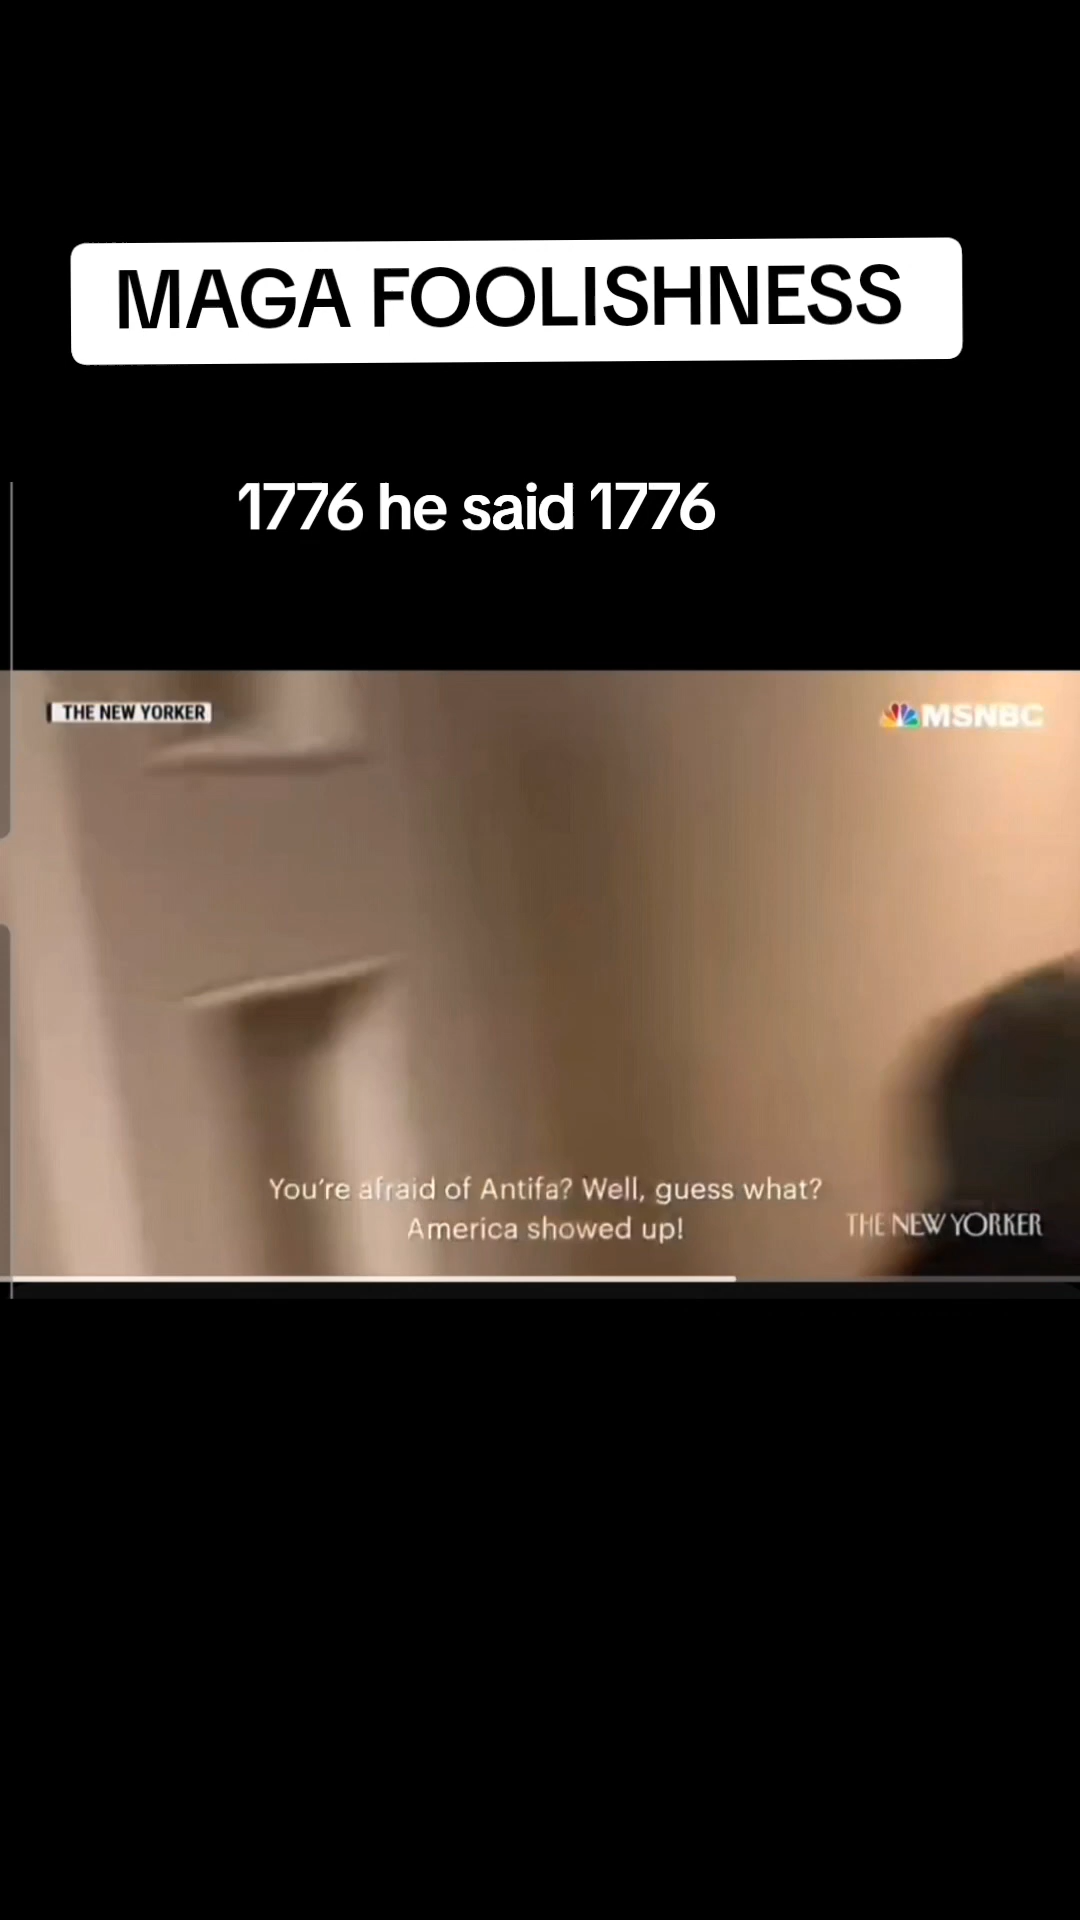 MAGA FOOLISHNESS
1776 he said 1776
THE NEW YORKER
MSNBC
You're afraid of Antifa? Well, guess what?
America showed up!
THE NEW YORKER